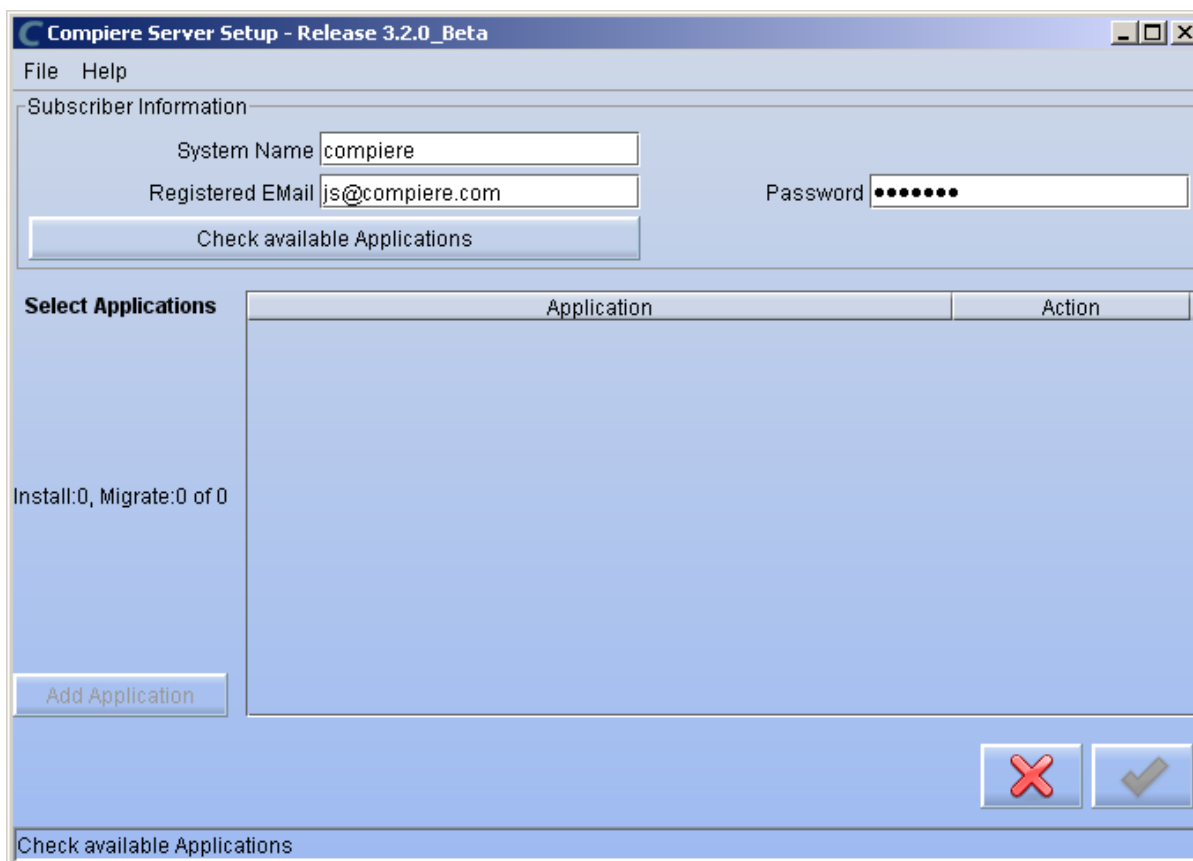 Compiere Server Setup - Release 3.2.0_Beta
File Help
Subscriber Information
System Name compiere
Registered EMail js@compiere.com Password •••••••
Check available Applications
Select Applications Application Action
Install:0, Migrate:0 of 0
Add Application
Check available Applications